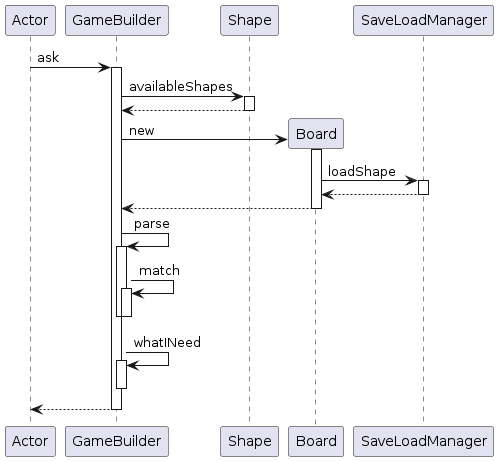 Actor GameBuilder Shape SaveLoadManager
ask
availableShapes
new
Board
loadShape
parse
match
whatINeed
Actor GameBuilder Shape Board SaveLoadManager